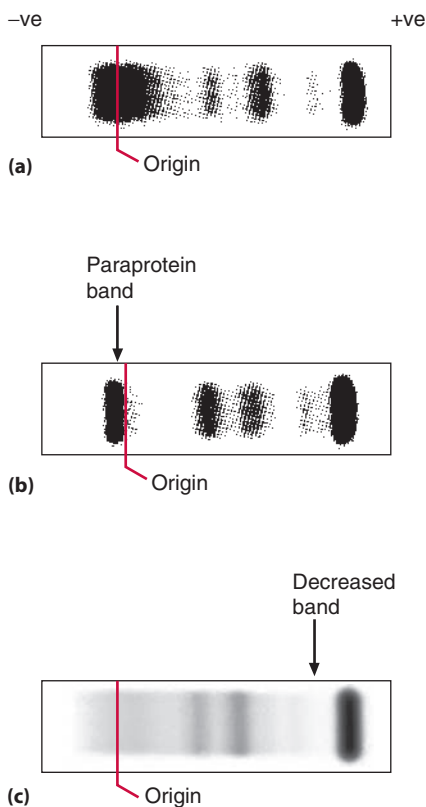 –ve +ve
(a)
Origin
Paraprotein
band
(b)
Origin
Decreased
band
(c)
Origin